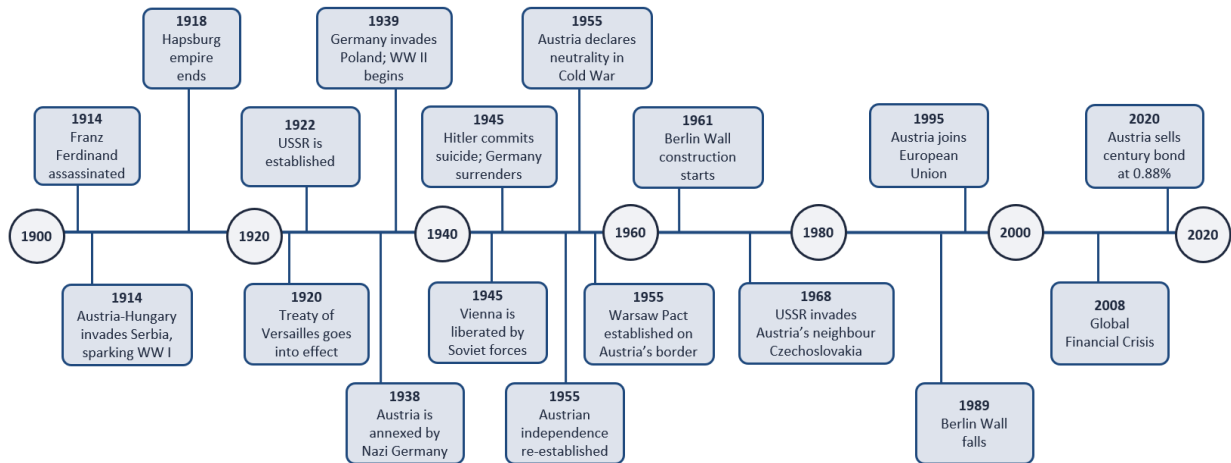 1918
Hapsburg
empire
ends
1939
Germany invades
Poland; WW II
begins
1955
Austria declares
neutrality in
Cold War
1914
Franz
Ferdinand
assassinated
1922
USSR is
established
1945
Hitler commits
suicide; Germany
surrenders
1961
Berlin Wall
construction
starts
1995
Austria joins
European
Union
2020
Austria sells
century bond
at 0.88%
1900
1920
1940
1960
1980
2000
2020
1914
Austria-Hungary
invades Serbia,
sparking WW I
1920
Treaty of
Versailles goes
into effect
1945
Vienna is
liberated by
Soviet forces
1955
Warsaw Pact
established on
Austria’s border
1968
USSR invades
Austria’s neighbour
Czechoslovakia
2008
Global
Financial Crisis
1938
Austria is
annexed by
Nazi Germany
1955
Austrian
independence
re-established
1989
Berlin Wall
falls